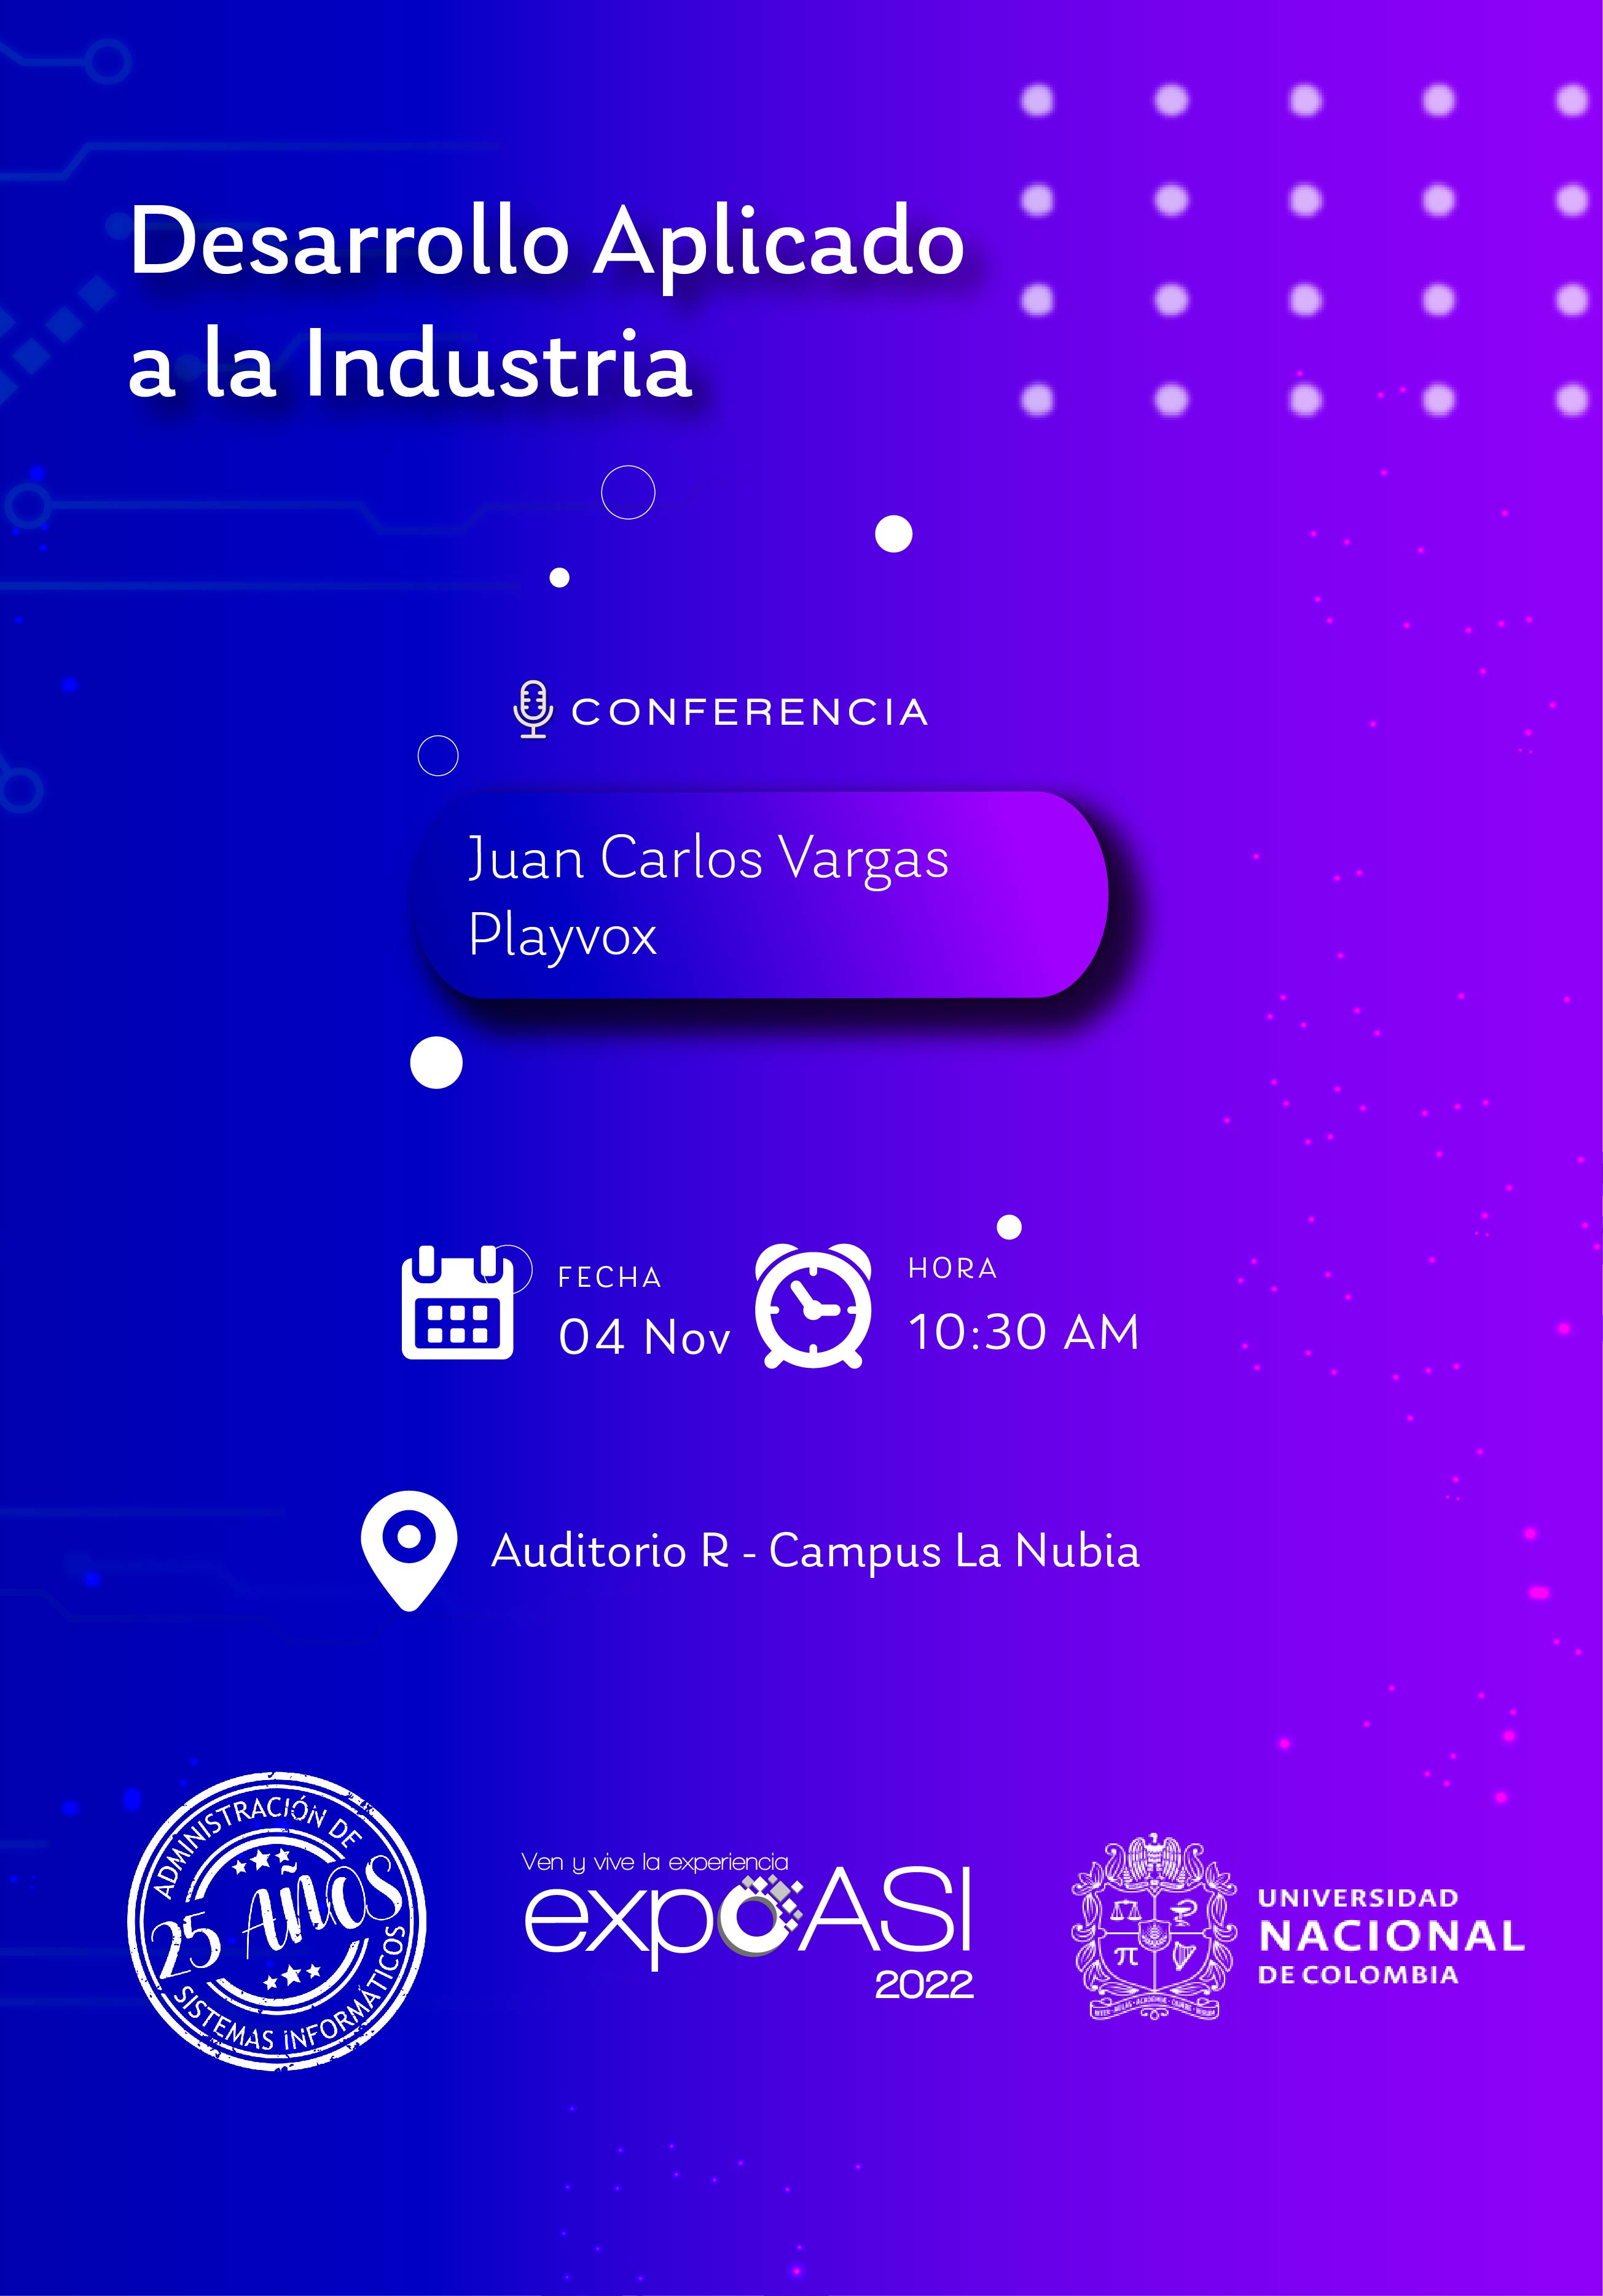 Desarrollo Aplicado
a la Industria
CONFERENCIA
Juan Carlos Vargas
Playvox
FECHA
04 Nov
HORA
10:30 AM
Auditorio R - Campus La Nubia
ADMINISTRACIÓN DE
25 AÑOS
SISTEMAS INFORMÁTICOS
Ven y vive la experiencia
expoASI
2022
π
UNIVERSIDAD
NACIONAL
DE COLOMBIA